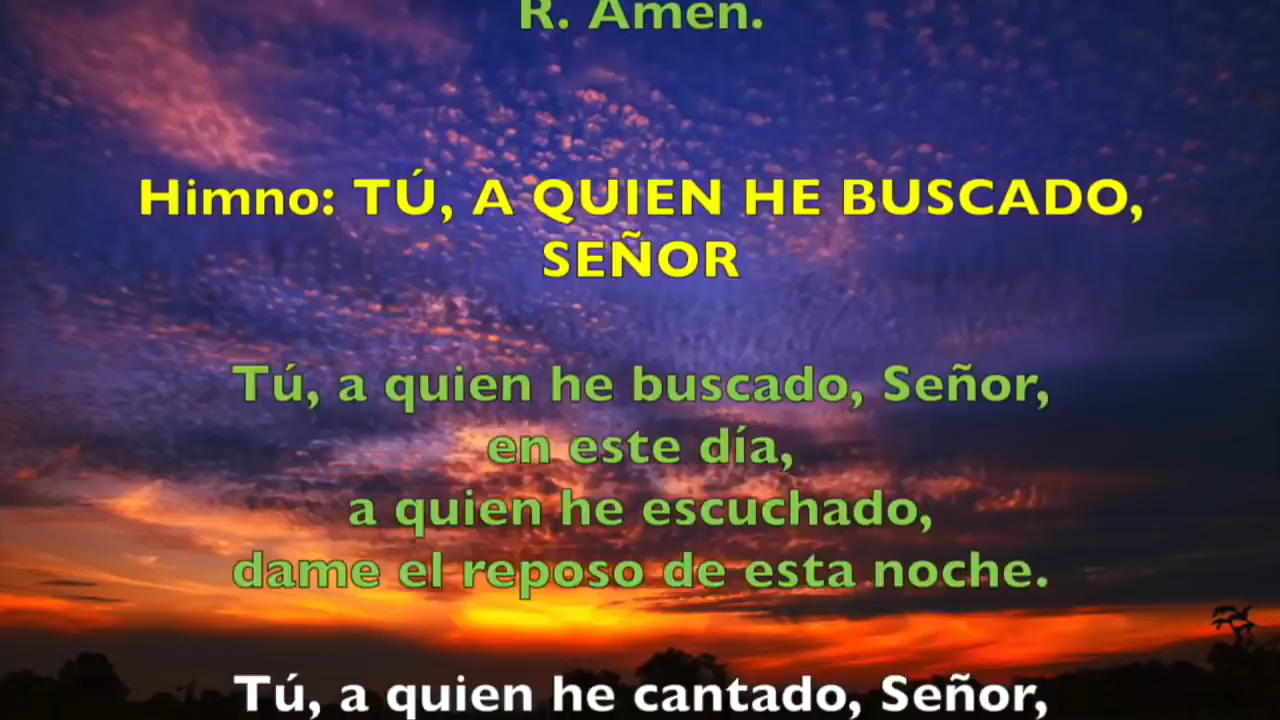 R. Amén.
Himno: TÚ, A QUIEN HE BUSCADO,
SEÑOR
Tú, a quien he buscado, Señor,
en este día,
a quien he escuchado,
dame el reposo de esta noche.
Tú, a quien he cantado, Señor,